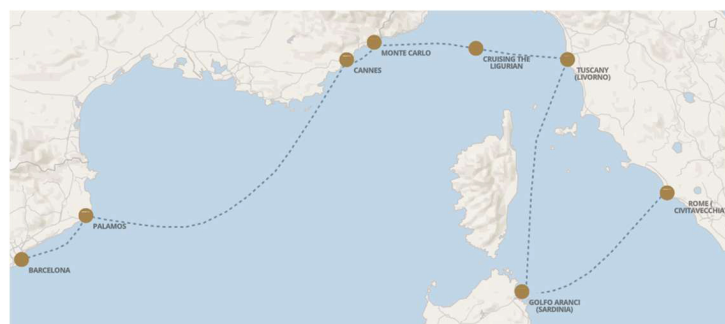 MONTE CARLO
CANNES
CRUISING THE
LIGURIAN
TUSCANY
(LIVORNO)
ROME (
CIVITAVECCHIA
PALAMOS
BARCELONA
GOLFO ARANCI
(SARDINIA)